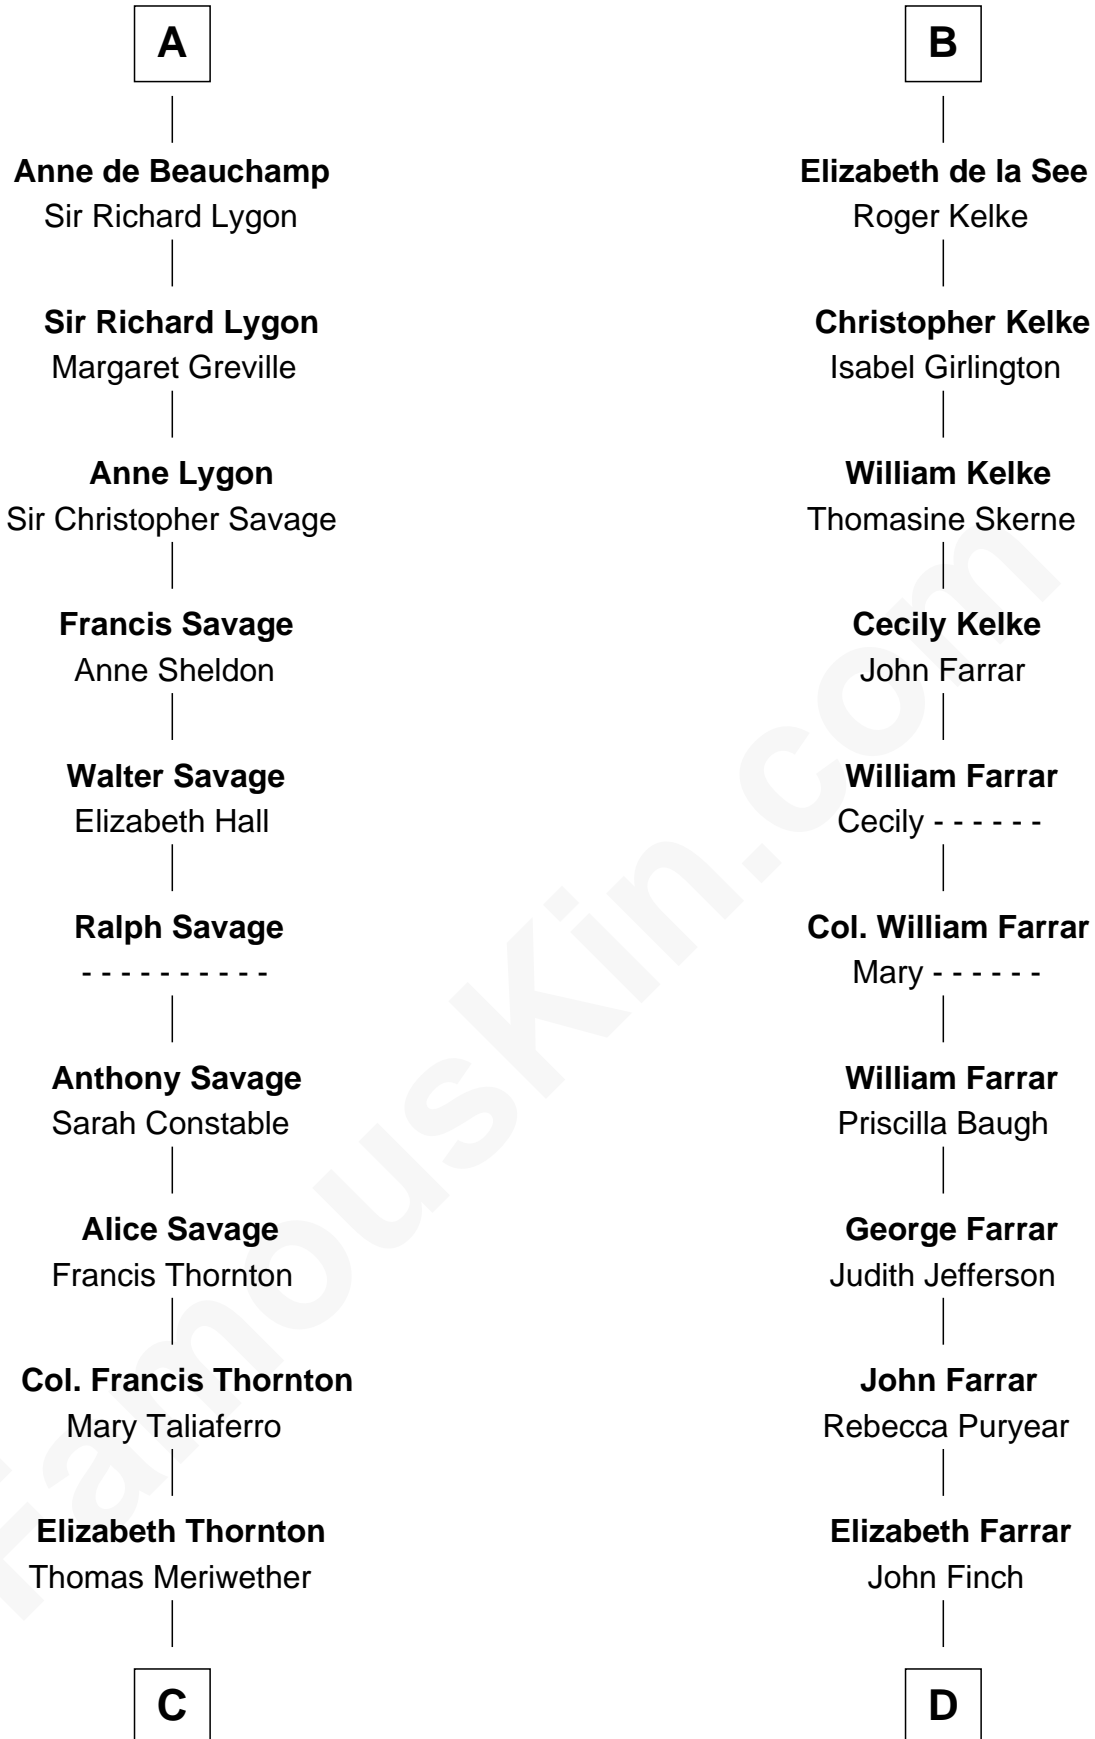 A
Anne de Beauchamp
Sir Richard Lygon
Sir Richard Lygon
Margaret Greville
Anne Lygon
Sir Christopher Savage
Francis Savage
Anne Sheldon
Walter Savage
Elizabeth Hall
Ralph Savage
- - - - - - - - - -
Anthony Savage
Sarah Constable
Alice Savage
Francis Thornton
Col. Francis Thornton
Mary Taliaferro
Elizabeth Thornton
Thomas Meriwether
C
B
Elizabeth de la See
Roger Kelke
Christopher Kelke
Isabel Girlington
William Kelke
Thomasine Skerne
Cecily Kelke
John Farrar
William Farrar
Cecily - - - - - -
Col. William Farrar
Mary - - - - - -
William Farrar
Priscilla Baugh
George Farrar
Judith Jefferson
John Farrar
Rebecca Puryear
Elizabeth Farrar
John Finch
D
FamousKin.com